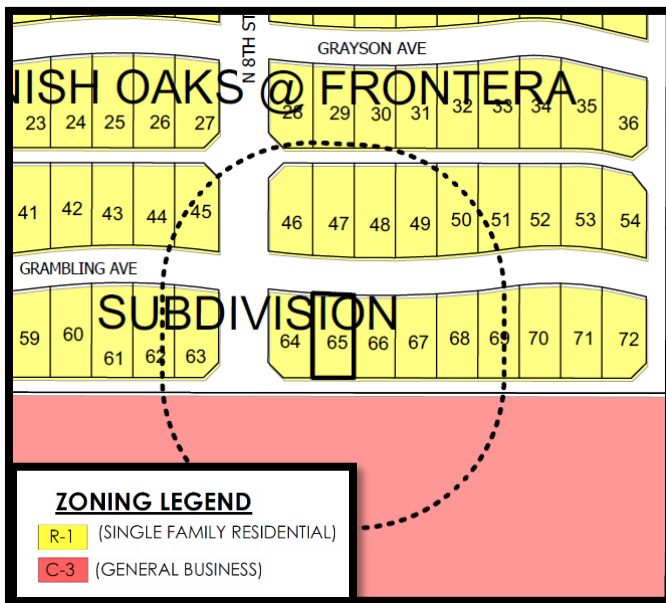 GRAYSON AVE
N 8TH ST
NISH OAKS @ FRONTERA
23 24 25 26 27 28 29 30 31 32 33 34 35 36
41 42 43 44 45 46 47 48 49 50 51 52 53 54
GRAMBLING AVE
SUBDIVISION
59 60 61 62 63 64 65 66 67 68 69 70 71 72
ZONING LEGEND
R-1 (SINGLE FAMILY RESIDENTIAL)
C-3 (GENERAL BUSINESS)